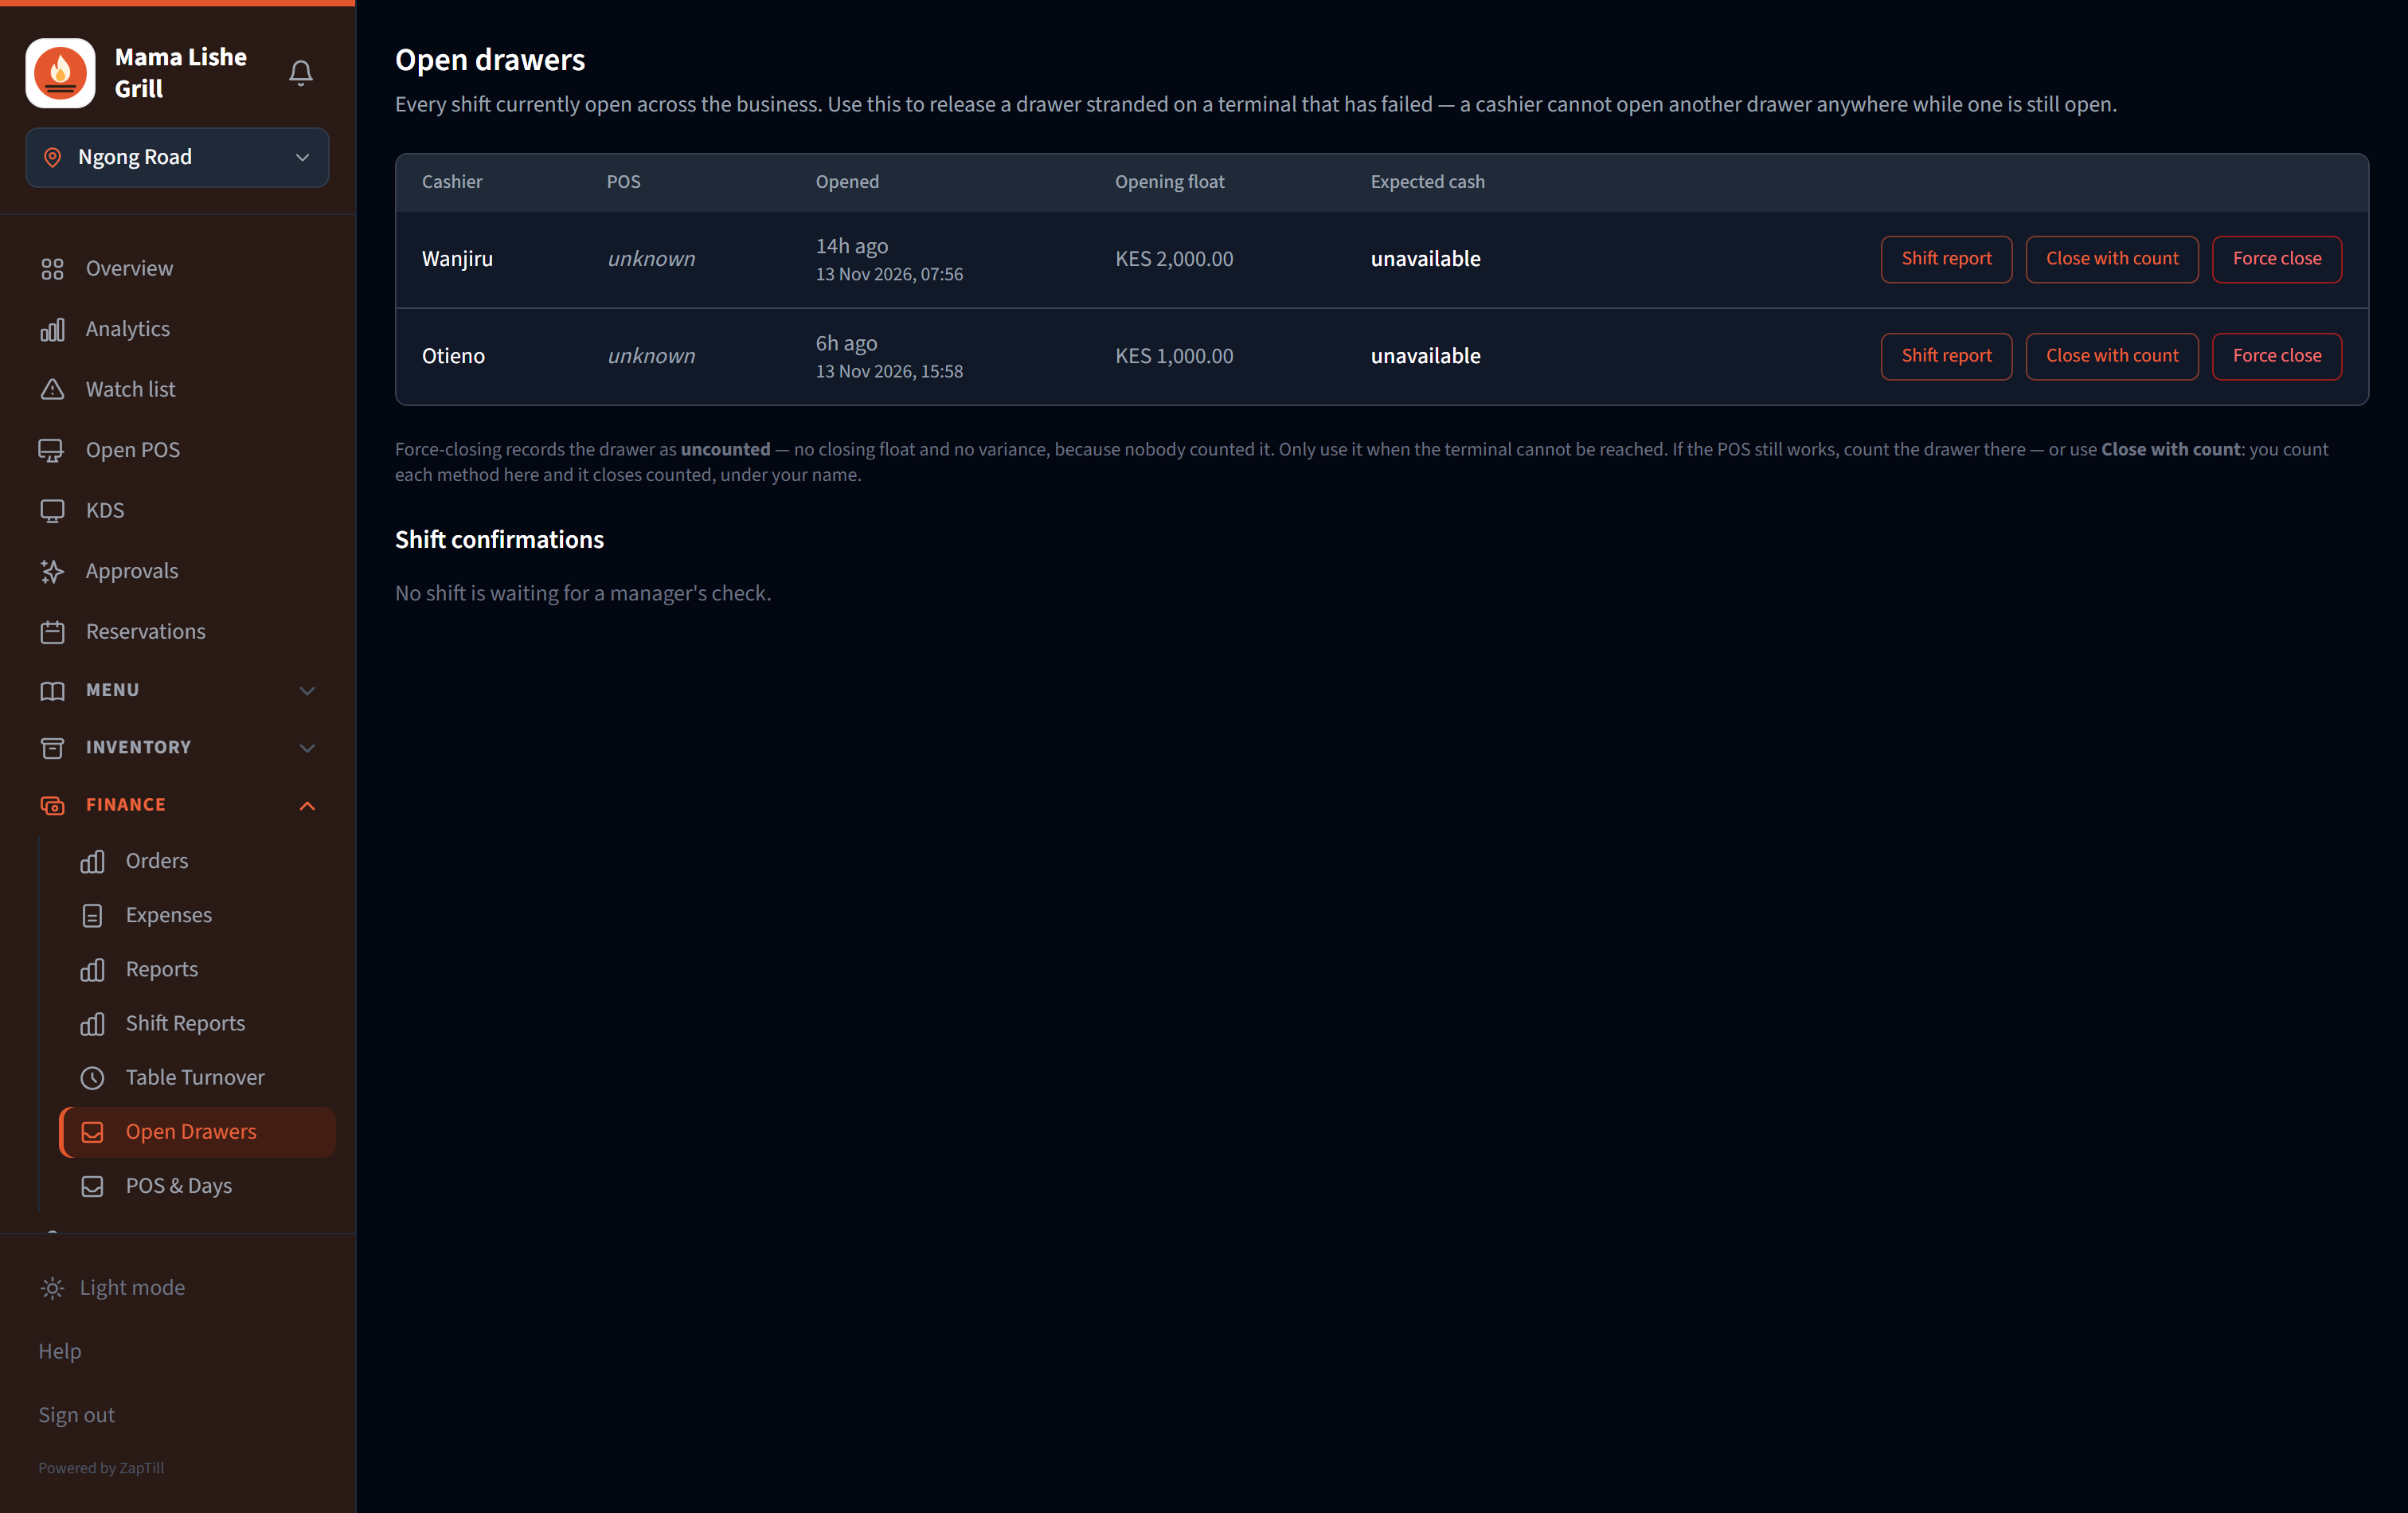 Mama Lishe
Grill
Ngong Road
Overview
Analytics
Watch list
Open POS
KDS
Approvals
Reservations
MENU
INVENTORY
FINANCE
Orders
Expenses
Reports
Shift Reports
Table Turnover
Open Drawers
POS & Days
Light mode
Help
Sign out
Powered by ZapTill
Open drawers
Every shift currently open across the business. Use this to release a drawer stranded on a terminal that has failed — a cashier cannot open another drawer anywhere while one is still open.
Cashier POS Opened Opening float Expected cash
Wanjiru unknown 14h ago 13 Nov 2026, 07:56 KES 2,000.00 unavailable Shift report Close with count Force close
Otieno unknown 6h ago 13 Nov 2026, 15:58 KES 1,000.00 unavailable Shift report Close with count Force close
Force-closing records the drawer as uncounted — no closing float and no variance, because nobody counted it. Only use it when the terminal cannot be reached. If the POS still works, count the drawer there — or use Close with count: you count
each method here and it closes counted, under your name.
Shift confirmations
No shift is waiting for a manager's check.